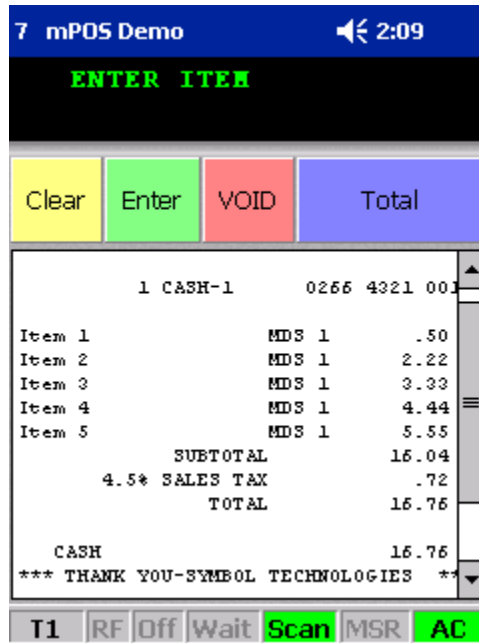 7 mPOS Demo 2:09
ENTER ITEM
Clear Enter VOID Total
1 CASH-1 0266 4321 001
Item 1 MDS 1 .50
Item 2 MDS 1 2.22
Item 3 MDS 1 3.33
Item 4 MDS 1 4.44
Item 5 MDS 1 5.55
SUBTOTAL 16.04
4.5% SALES TAX .72
TOTAL 16.76
CASH 16.76
*** THANK YOU-SYMBOL TECHNOLOGIES **
T1 RF Off Wait Scan MSR AC